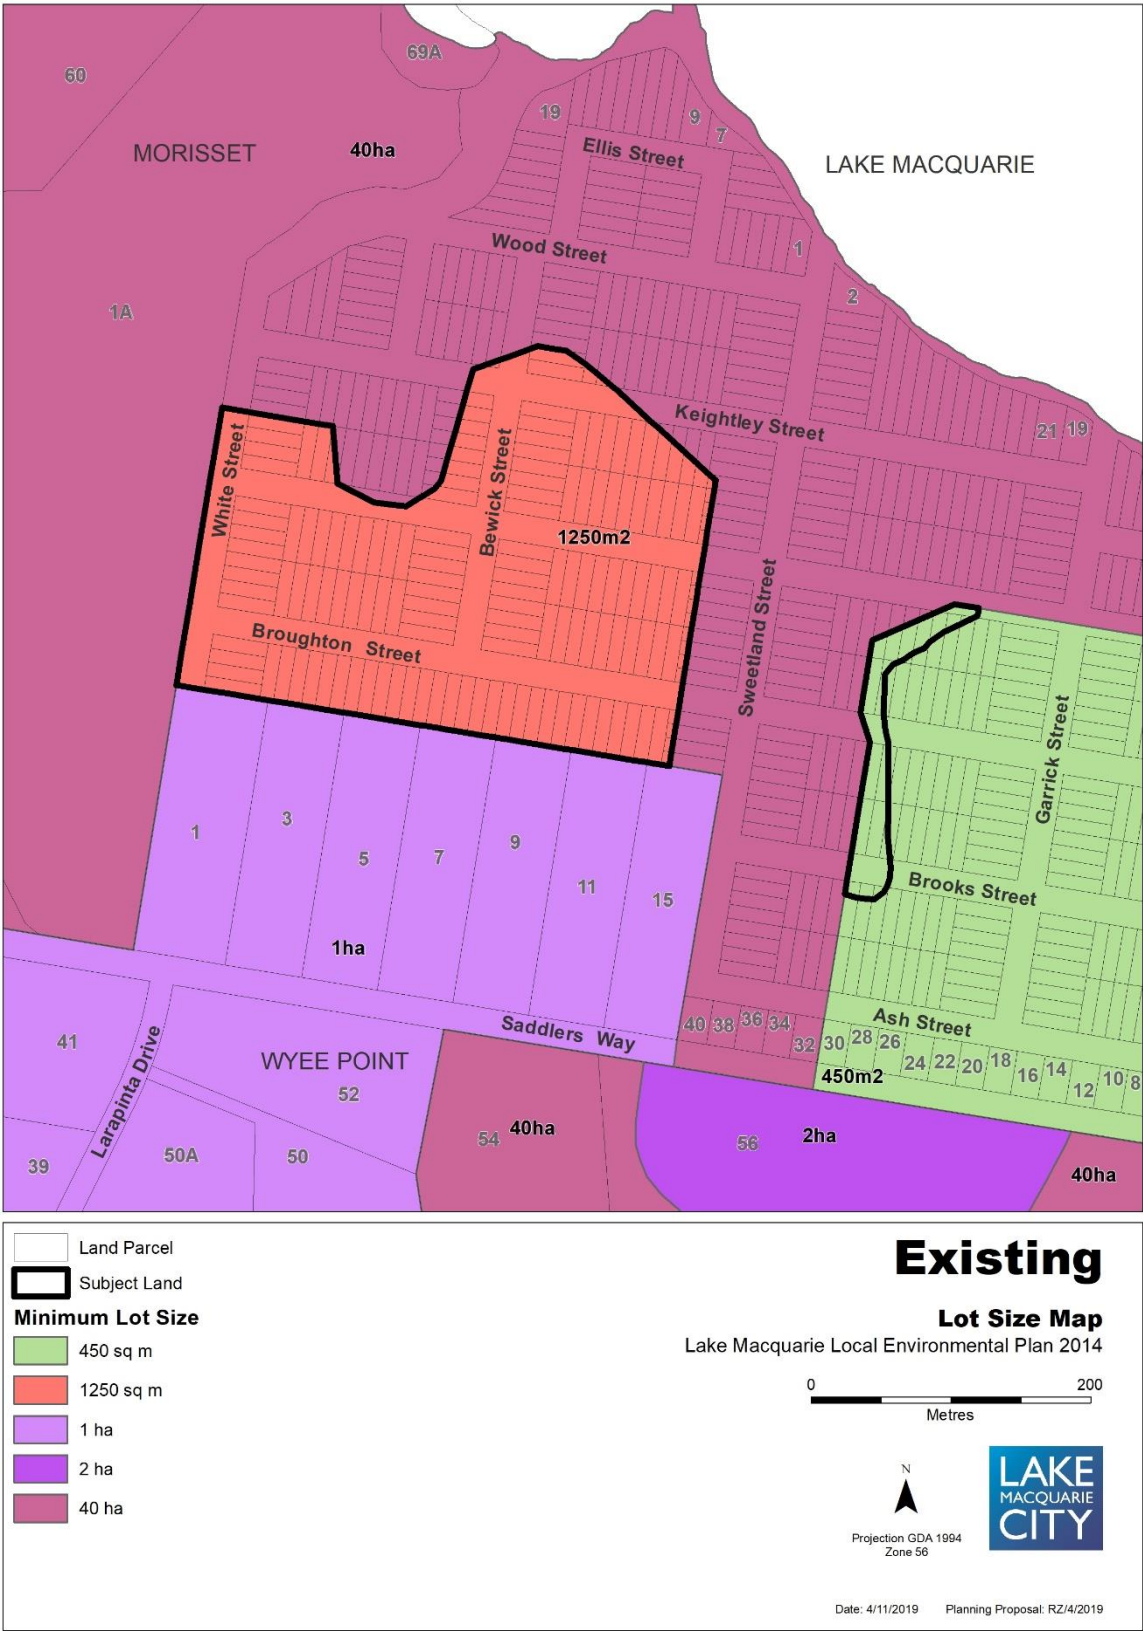 60
69A
19
9
7
MORISSET
40ha
Ellis Street
LAKE MACQUARIE
Wood Street
1
2
1A
Keightley Street
21
19
White Street
Bewick Street
1250m2
Sweetland Street
Broughton Street
Garrick Street
1
3
5
7
9
11
15
Brooks Street
1ha
Saddlers Way
40
38
36
34
32
30
28
26
24
22
20
18
16
14
12
10
8
Ash Street
450m2
41
Larapinta Drive
WYEE POINT
52
54
40ha
56
2ha
40ha
39
50A
50
Land Parcel
Subject Land
Minimum Lot Size
450 sq m
1250 sq m
1 ha
2 ha
40 ha
Existing
Lot Size Map
Lake Macquarie Local Environmental Plan 2014
0
200
Metres
N
Projection GDA 1994
Zone 56
LAKE
MACQUARIE
CITY
Date: 4/11/2019
Planning Proposal: RZ/4/2019